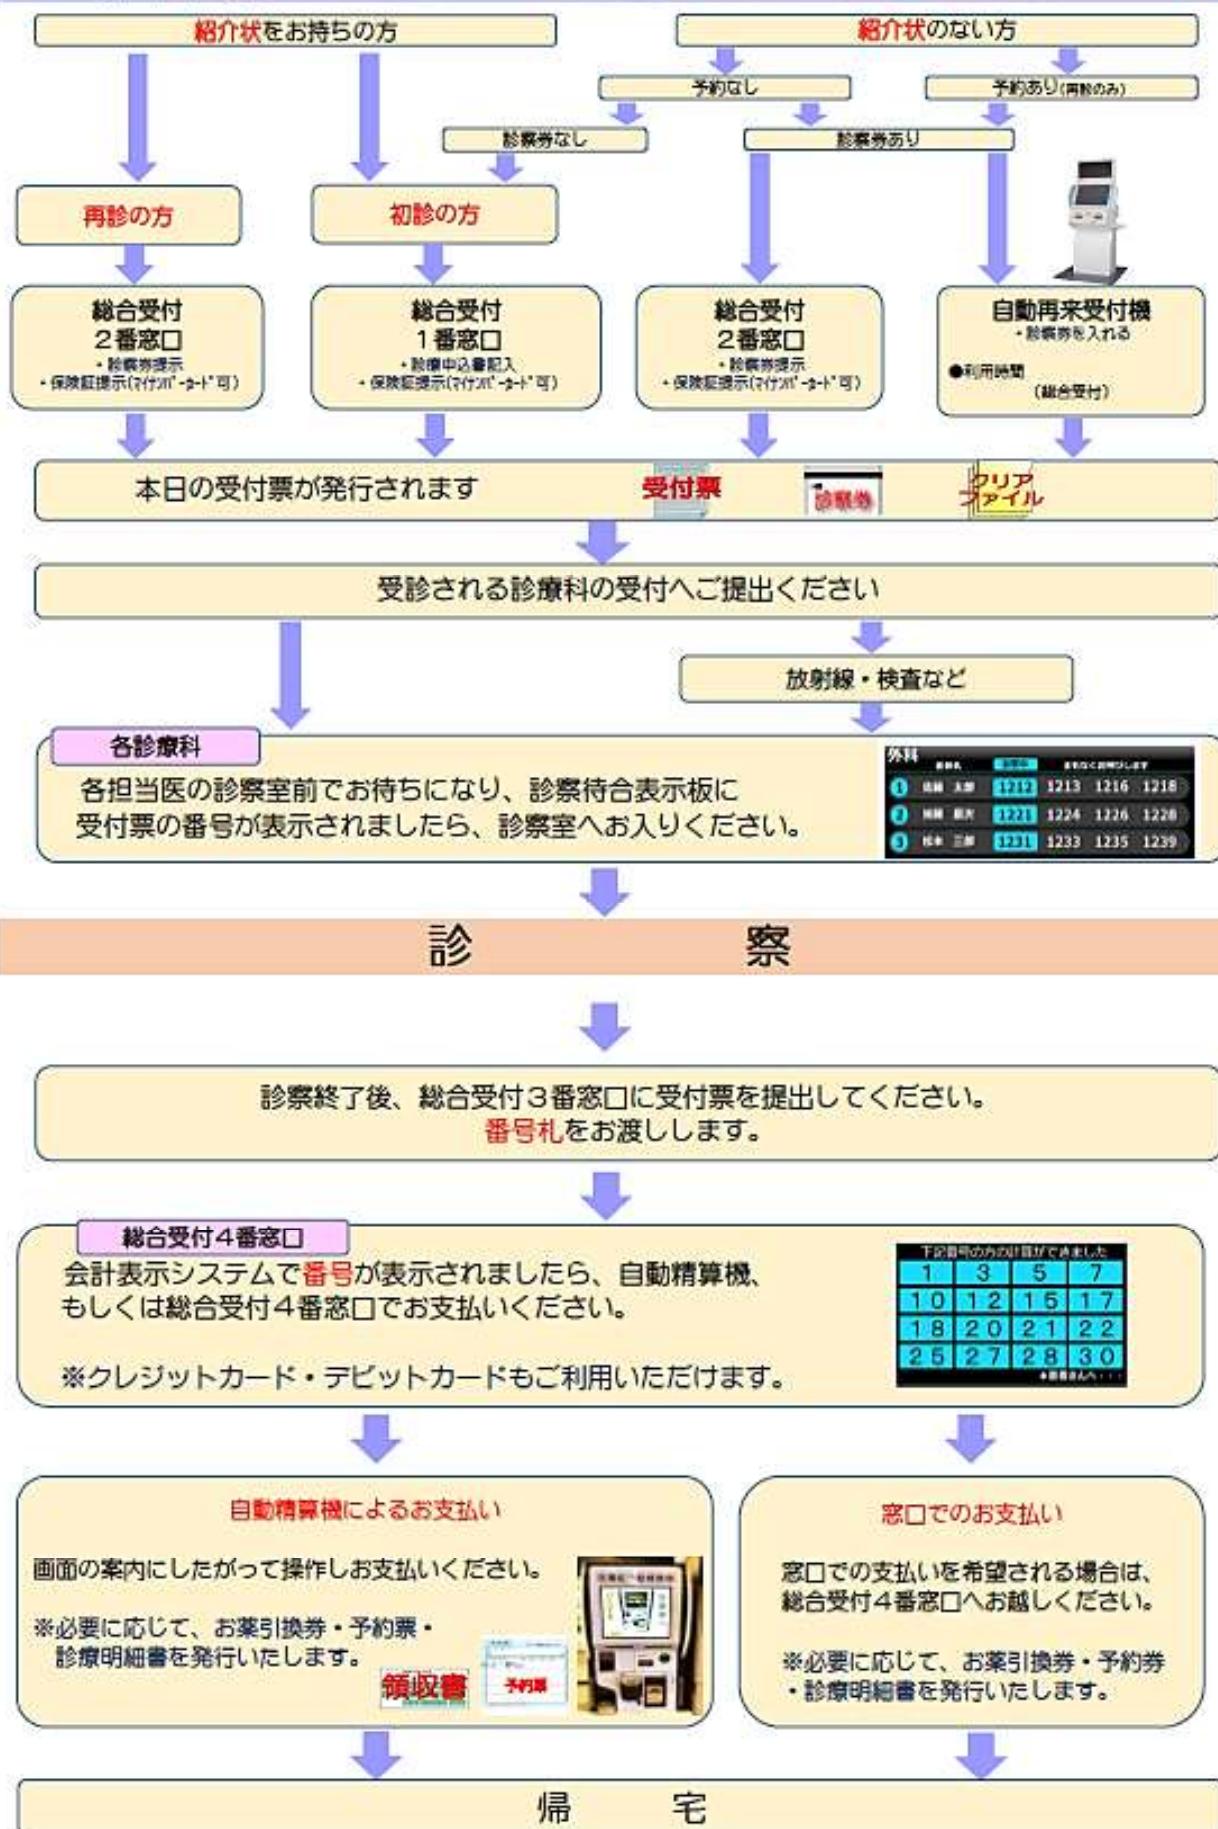 紹介状をお持ちの方
紹介状のない方
予約なし
予約あり(再診のみ)
診察券なし
診察券あり
再診の方
初診の方
総合受付
2番窓口
・診察券提示
・保険証提示(マイナンバーカード可)
総合受付
1番窓口
・診療申込書記入
・保険証提示(マイナンバーカード可)
総合受付
2番窓口
・診察券提示
・保険証提示(マイナンバーカード可)
自動再来受付機
・診察券を入れる
●利用時間
(総合受付)
本日の受付票が発行されます
受付票
診察券
クリア
ファイル
受診される診療科の受付へご提出ください
放射線・検査など
各診療科
各担当医の診察室前でお待ちになり、診察待合表示板に
受付票の番号が表示されましたら、診察室へお入りください。
外科
1 太郎 1212 1213 1216 1218
2 1221 1224 1226 1228
3 三郎 1231 1233 1235 1239
診 察
診察終了後、総合受付3番窓口に受付票を提出してください。
番号札をお渡しします。
総合受付4番窓口
会計表示システムで番号が表示されましたら、自動精算機、
もしくは総合受付4番窓口でお支払いください。
※クレジットカード・デビットカードもご利用いただけます。
下記番号の方の計算ができました
1 3 5 7
10 12 15 17
18 20 21 22
25 27 28 30
自動精算機によるお支払い
画面の案内にしたがって操作しお支払いください。
※必要に応じて、お薬引換券・予約票・
診療明細書を発行いたします。
領収書
予約票
窓口でのお支払い
窓口での支払いを希望される場合は、
総合受付4番窓口へお越しください。
※必要に応じて、お薬引換券・予約券
・診療明細書を発行いたします。
帰 宅